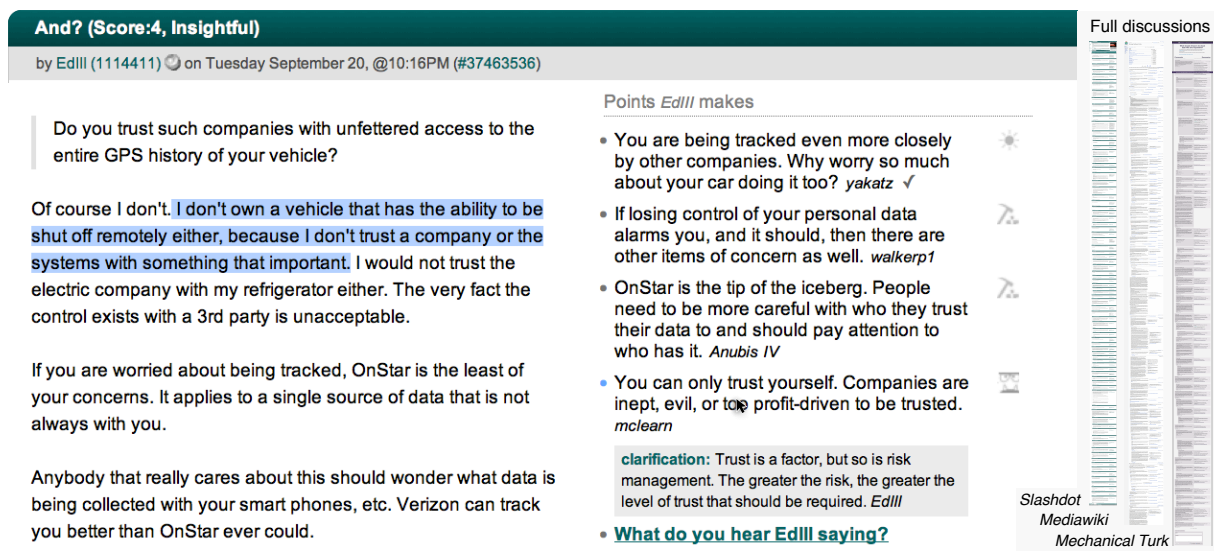 And? (Score:4, Insightful)
by EdIII (1114411) on Tuesday September 20, @10:16PM (#37463536)
Do you trust such companies with unfettered access to the
entire GPS history of your vehicle?
Of course I don't. I don't own a vehicle that has the ability to be
shut off remotely either, because I don't trust a company or the
systems with something that important. I would not trust the
electric company with my refrigerator either. The very fact the
control exists with a 3rd party is unacceptable.
If you are worried about being tracked, OnStar is the least of
your concerns. It applies to a single source of data that is not
always with you.
Anybody that really cares about this should wonder what data is
being collected with your smart phones, etc. Verizon can track
you better than OnStar ever could.
Points EdIII makes
You are being tracked even more closely
by other companies. Why worry so much
about your car doing it too? yakatz ✓
If losing control of your personal data
alarms you, and it should, then there are
other items of concern as well. walkerp1
OnStar is the tip of the iceberg. People
need to be more careful with who they trust
their data to and should pay attention to
who has it. Anubis IV
You can only trust yourself. Companies are
inept, evil, or too profit-driven to be trusted.
mclearn
clarification: Trust is a factor, but so is risk
management. The greater the risk, the greater the
level of trust that should be required. EdIII
What do you hear EdIII saying?
Full discussions
Slashdot
Mediawiki
Mechanical Turk